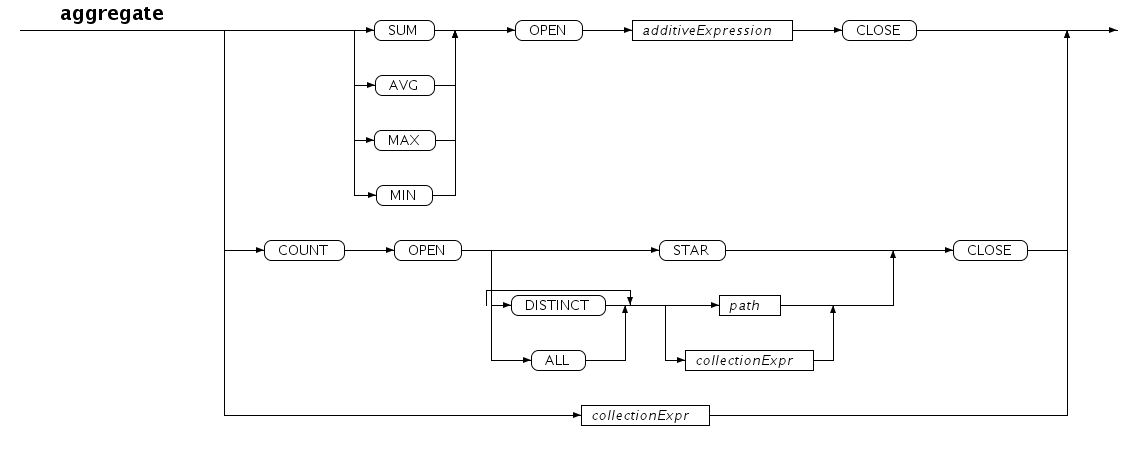 aggregate
SUM OPEN additiveExpression CLOSE
AVG
MAX
MIN
COUNT OPEN STAR CLOSE
DISTINCT path
ALL collectionExpr
collectionExpr